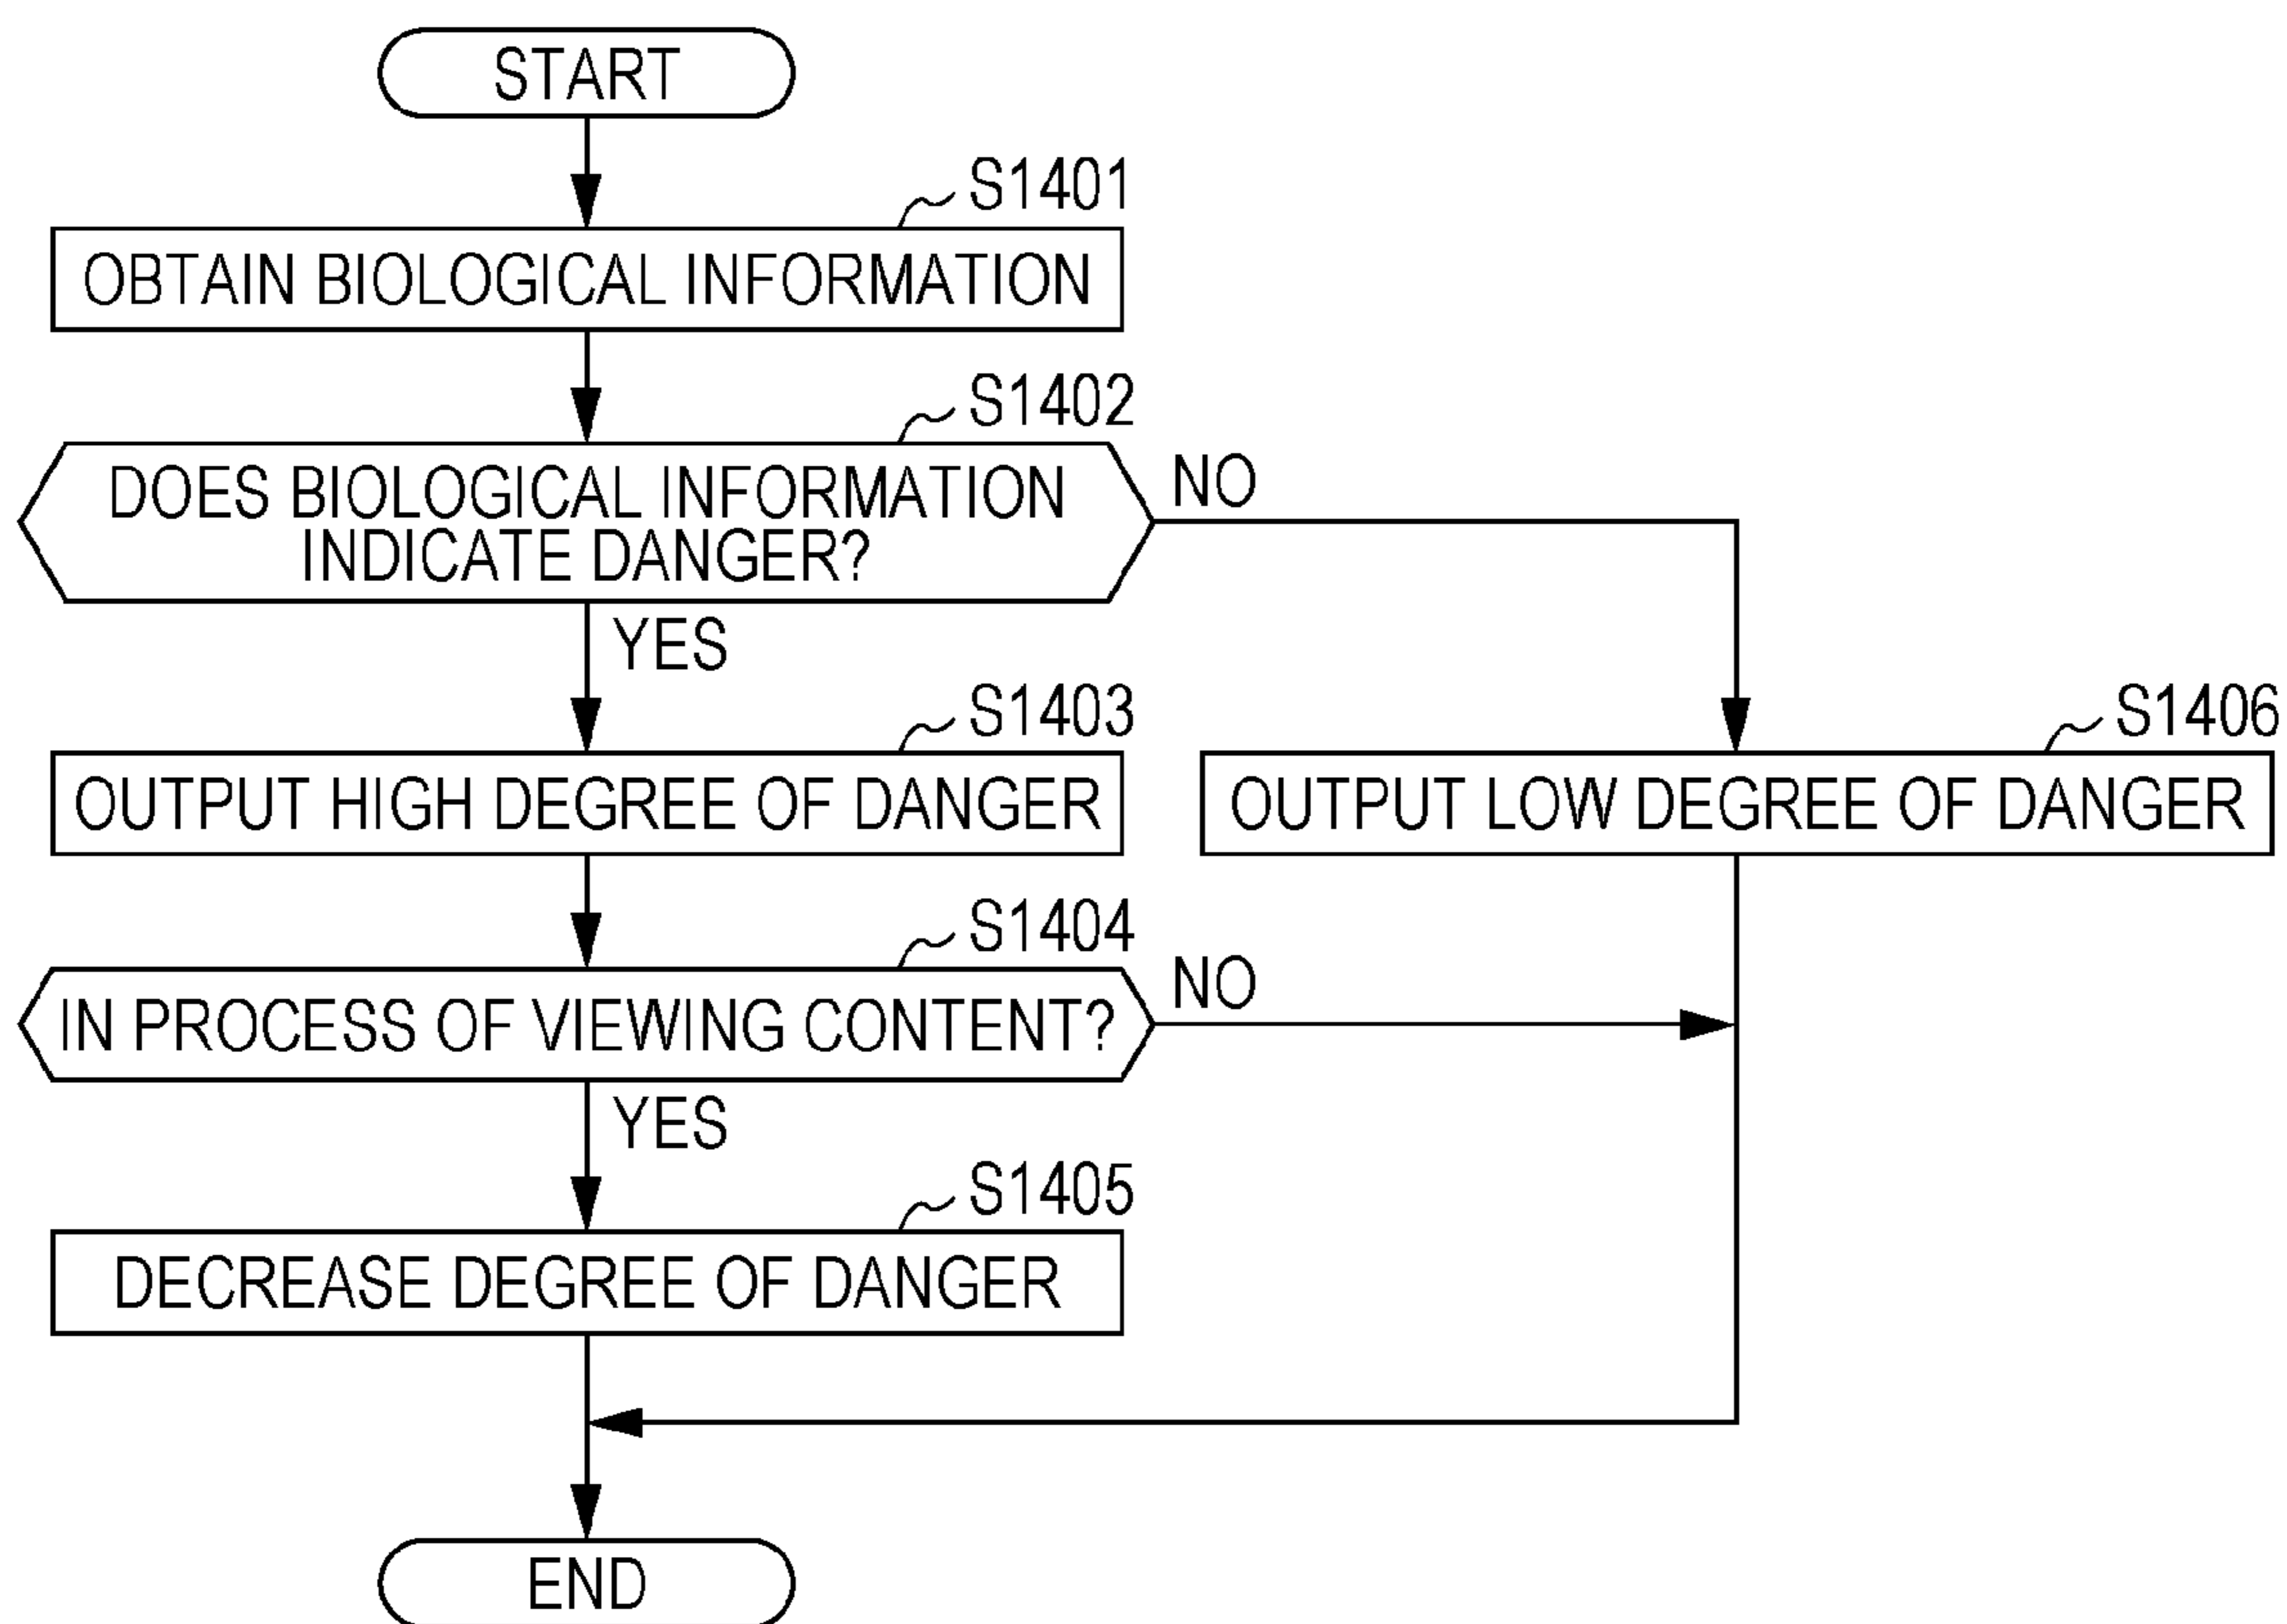 START
S1401
OBTAIN BIOLOGICAL INFORMATION
S1402
DOES BIOLOGICAL INFORMATION
INDICATE DANGER?
NO
YES
S1403
OUTPUT HIGH DEGREE OF DANGER
S1406
OUTPUT LOW DEGREE OF DANGER
S1404
IN PROCESS OF VIEWING CONTENT?
NO
YES
S1405
DECREASE DEGREE OF DANGER
END